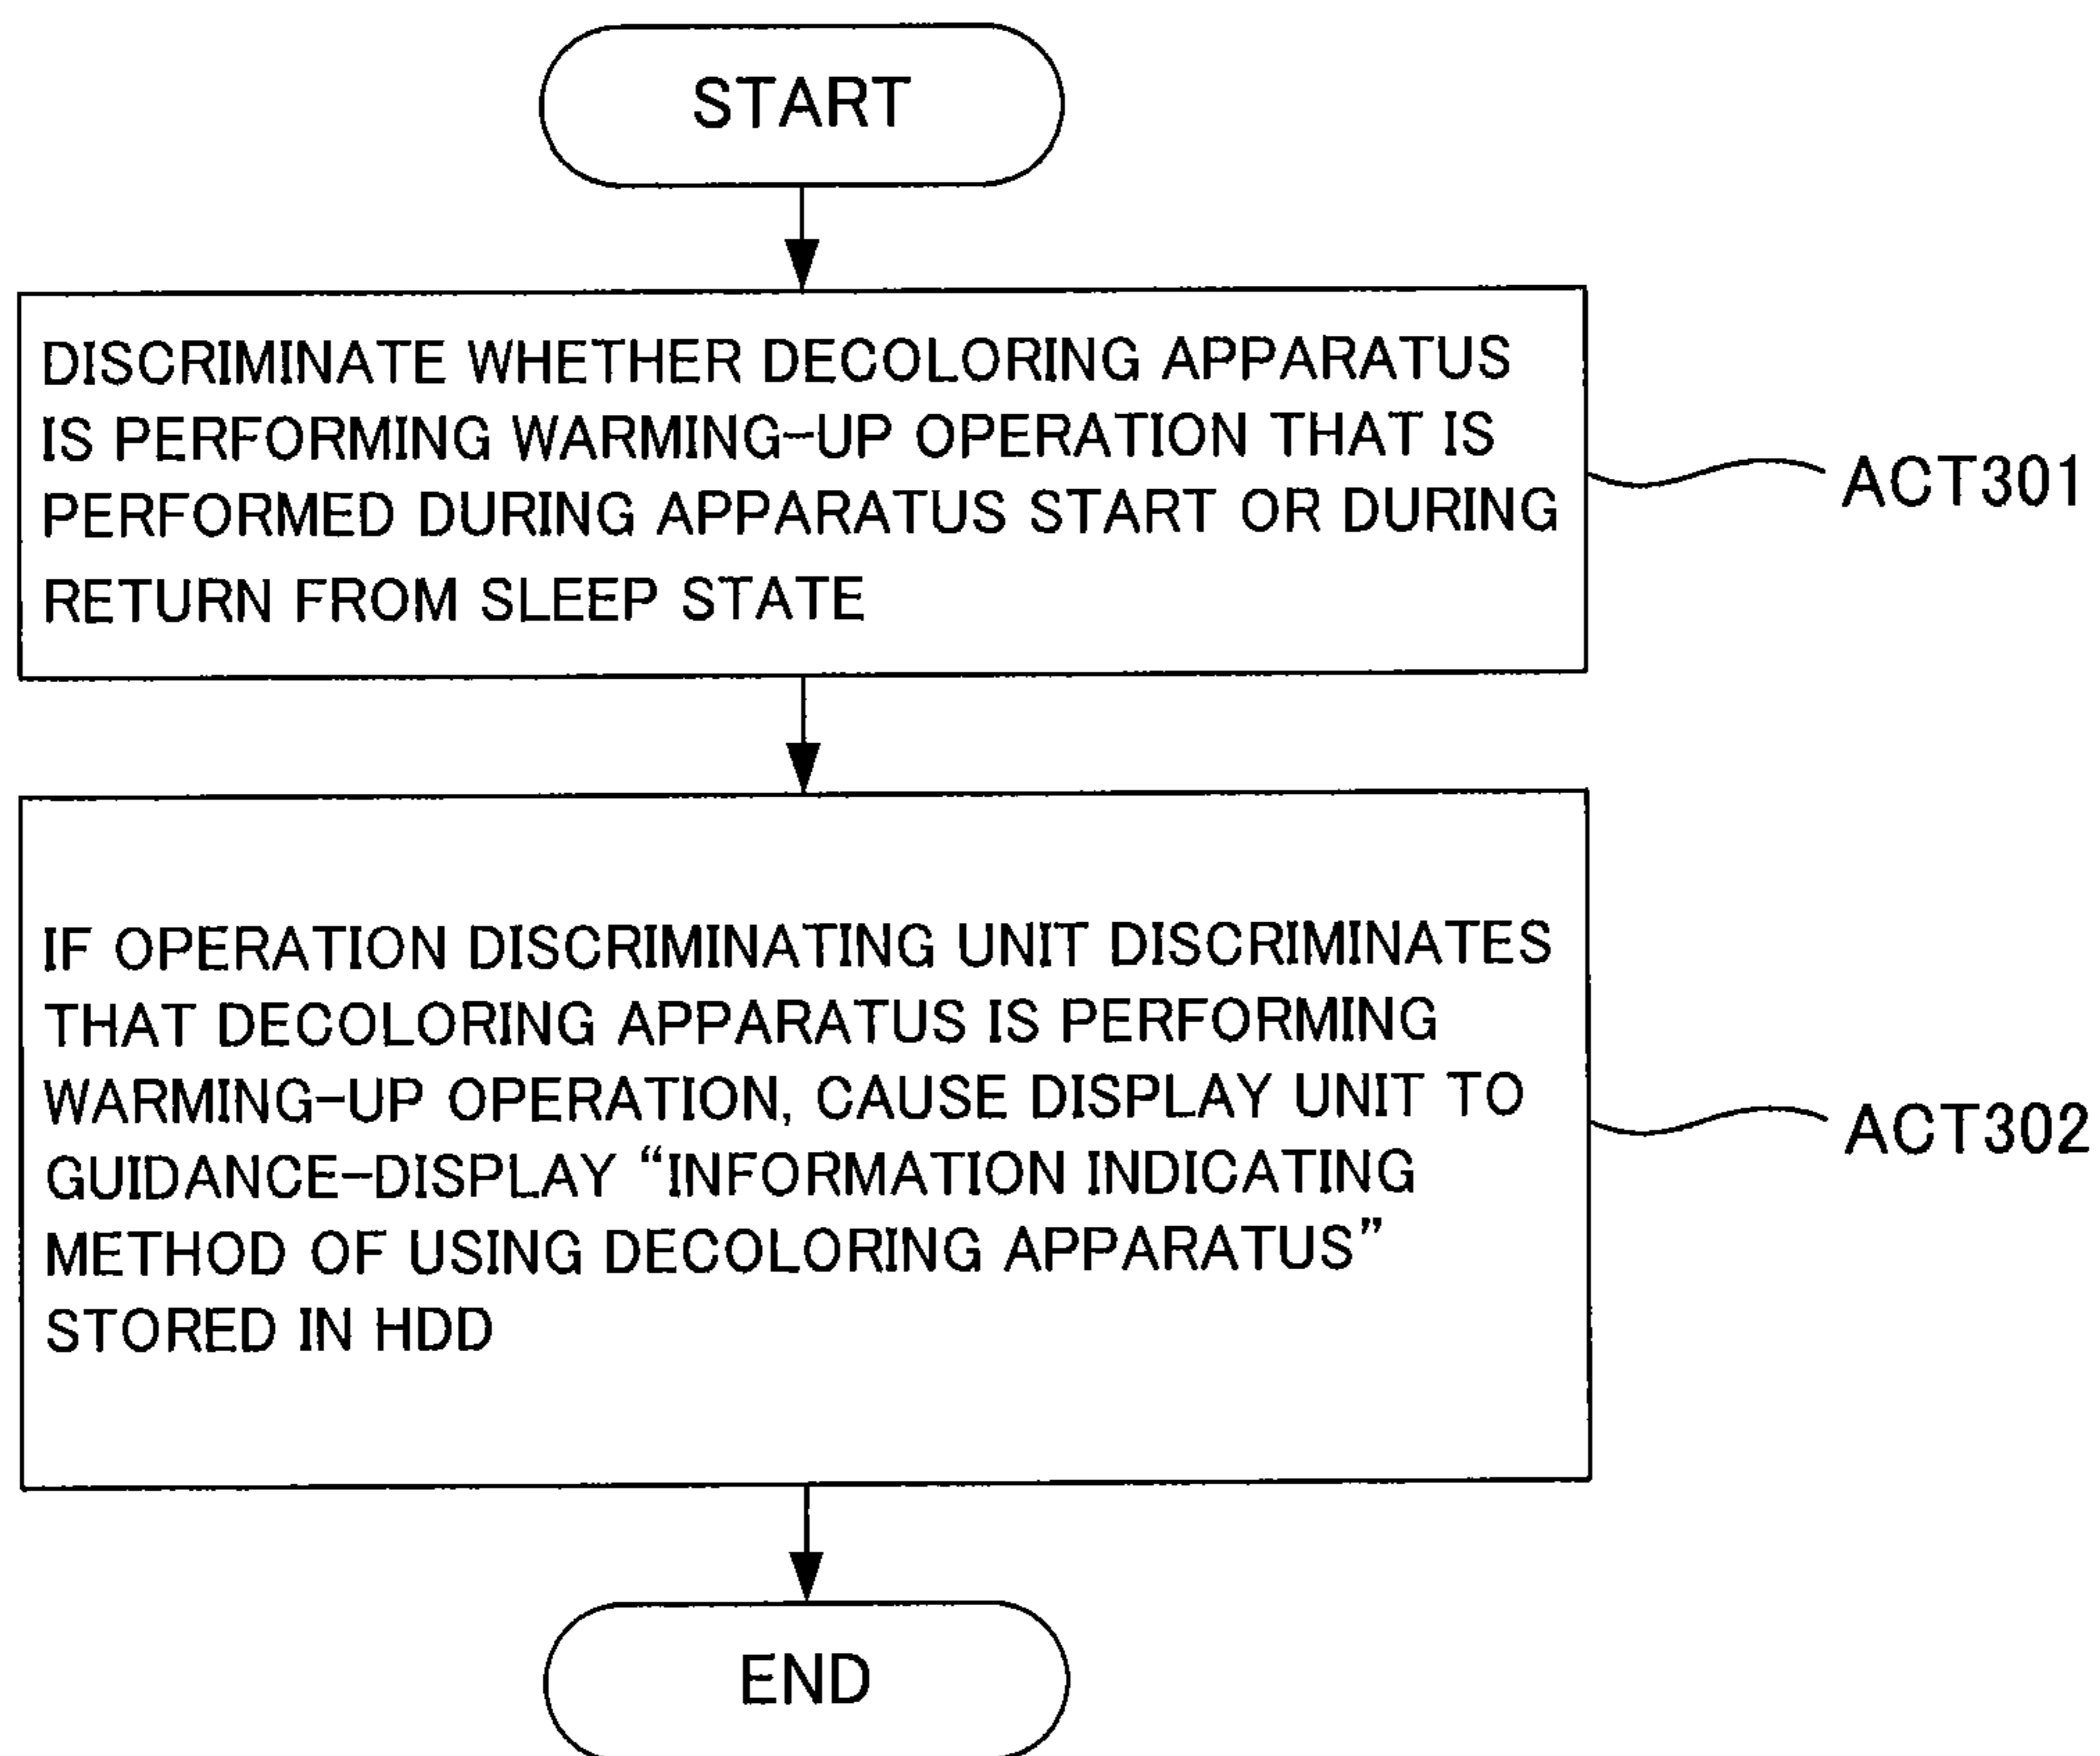 START
DISCRIMINATE WHETHER DECOLORING APPARATUS
IS PERFORMING WARMING-UP OPERATION THAT IS
PERFORMED DURING APPARATUS START OR DURING
RETURN FROM SLEEP STATE
ACT301
IF OPERATION DISCRIMINATING UNIT DISCRIMINATES
THAT DECOLORING APPARATUS IS PERFORMING
WARMING-UP OPERATION, CAUSE DISPLAY UNIT TO
GUIDANCE-DISPLAY “INFORMATION INDICATING
METHOD OF USING DECOLORING APPARATUS”
STORED IN HDD
ACT302
END